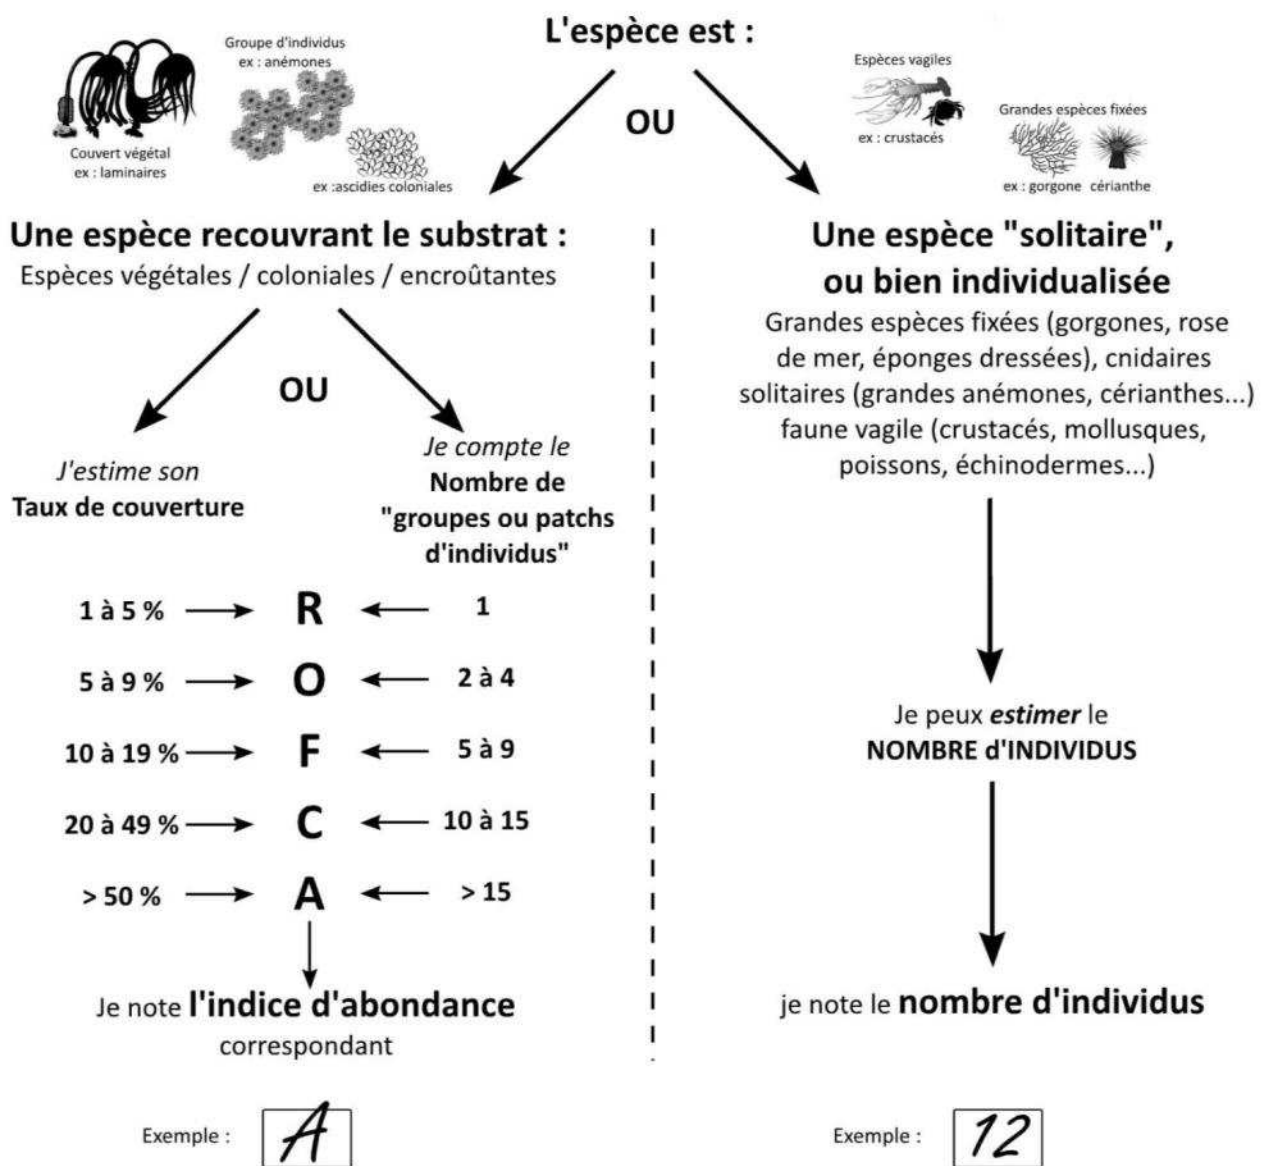 L'espèce est :
Groupe d'individus
ex : anémones
Couvert végétal
ex : laminaires
ex :ascidies coloniales
OU
Espèces vagiles
ex : crustacés
Grandes espèces fixées
ex : gorgone cérianthe
Une espèce recouvrant le substrat :
Espèces végétales / coloniales / encroûtantes
OU
J'estime son
Taux de couverture
Je compte le
Nombre de
"groupes ou patchs
d'individus"
1 à 5 % R 1
5 à 9 % O 2 à 4
10 à 19 % F 5 à 9
20 à 49 % C 10 à 15
> 50 % A > 15
Je note l'indice d'abondance
correspondant
Exemple : A
Une espèce "solitaire",
ou bien individualisée
Grandes espèces fixées (gorgones, rose
de mer, éponges dressées), cnidaires
solitaires (grandes anémones, cérianthes...)
faune vagile (crustacés, mollusques,
poissons, échinodermes...)
Je peux estimer le
NOMBRE d'INDIVIDUS
je note le nombre d'individus
Exemple : 12